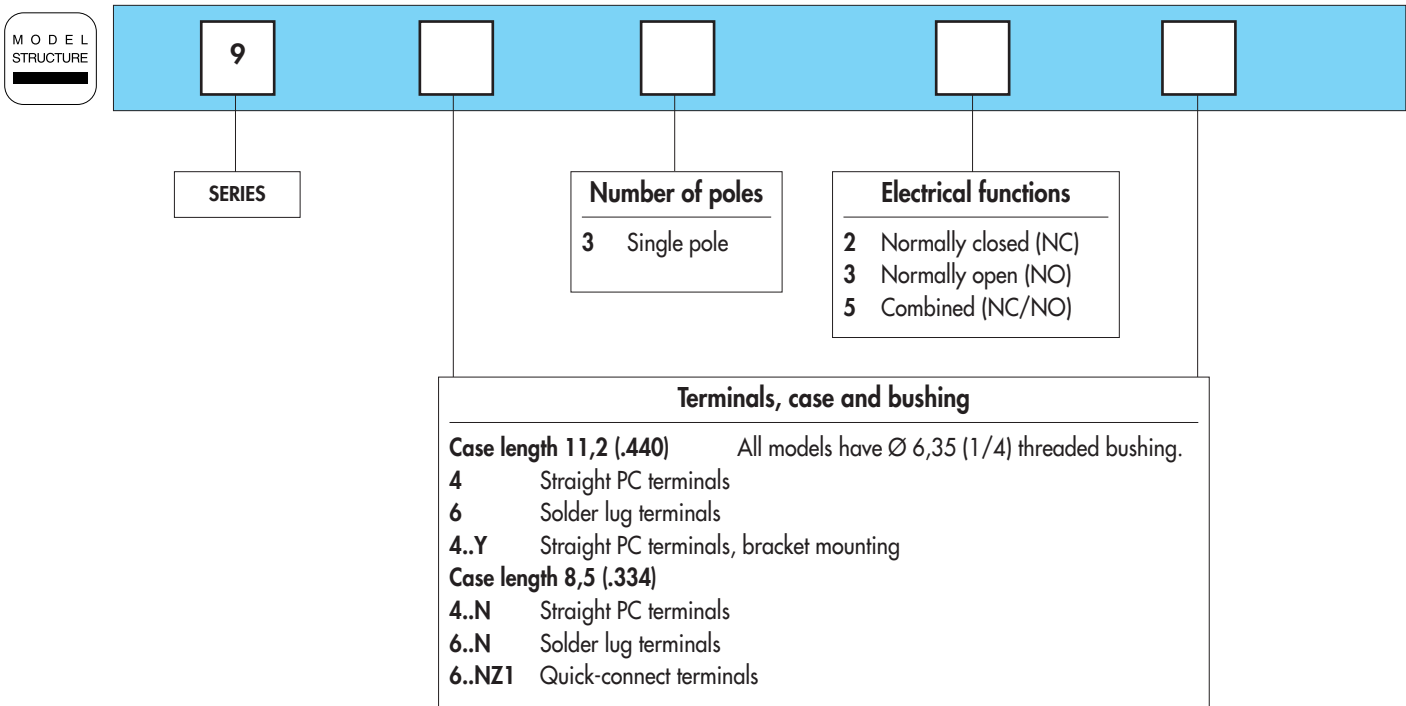 MODEL
STRUCTURE
9
SERIES
Number of poles
3 Single pole
Electrical functions
2 Normally closed (NC)
3 Normally open (NO)
5 Combined (NC/NO)
Terminals, case and bushing
Case length 11,2 (.440) All models have Ø 6,35 (1/4) threaded bushing.
4 Straight PC terminals
6 Solder lug terminals
4..Y Straight PC terminals, bracket mounting
Case length 8,5 (.334)
4..N Straight PC terminals
6..N Solder lug terminals
6..NZ1 Quick-connect terminals